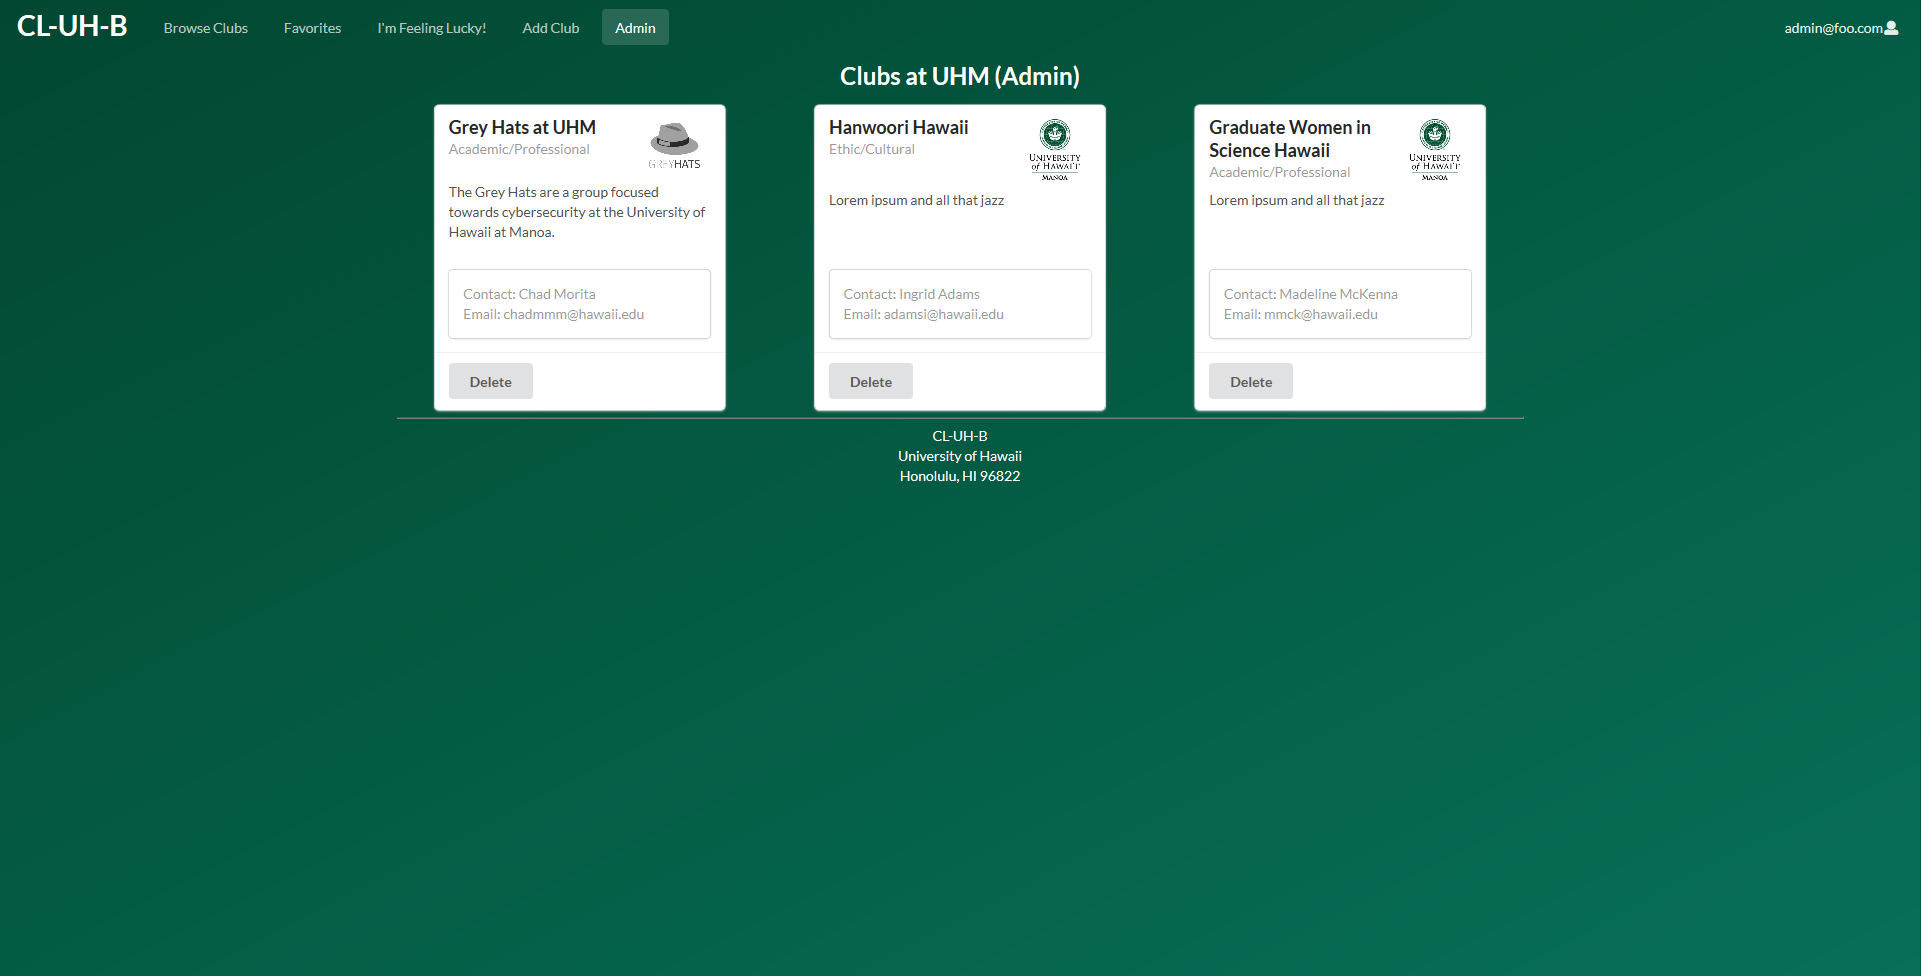 CL-UH-B
Browse Clubs
Favorites
I'm Feeling Lucky!
Add Club
Admin
admin@foo.com
Clubs at UHM (Admin)
Grey Hats at UHM
Academic/Professional
GREYHATS
The Grey Hats are a group focused
towards cybersecurity at the University of
Hawaii at Manoa.
Contact: Chad Morita
Email: chadmmm@hawaii.edu
Delete
Hanwoori Hawaii
Ethic/Cultural
UNIVERSITY
of HAWAI'I
MANOA
Lorem ipsum and all that jazz
Contact: Ingrid Adams
Email: adamsi@hawaii.edu
Delete
Graduate Women in
Science Hawaii
Academic/Professional
UNIVERSITY
of HAWAI'I
MANOA
Lorem ipsum and all that jazz
Contact: Madeline McKenna
Email: mmck@hawaii.edu
Delete
CL-UH-B
University of Hawaii
Honolulu, HI 96822